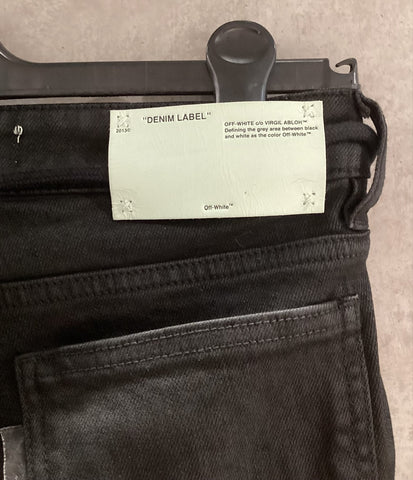 "DENIM LABEL"
OFF-WHITE c/o VIRGIL ABLOH™
Defining the grey area between black
and white as the color Off-White™
20130
Off-White™